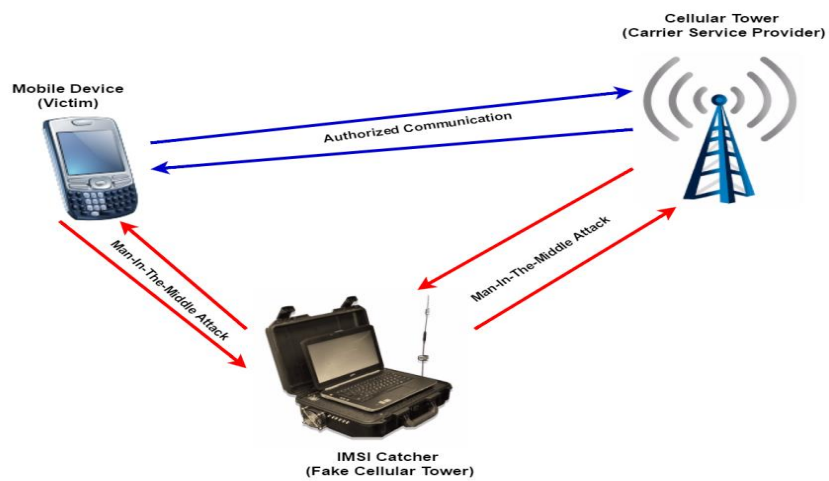 Cellular Tower
(Carrier Service Provider)
Mobile Device
(Victim)
Authorized Communication
Man-In-The-Middle Attack
Man-In-The-Middle Attack
IMSI Catcher
(Fake Cellular Tower)